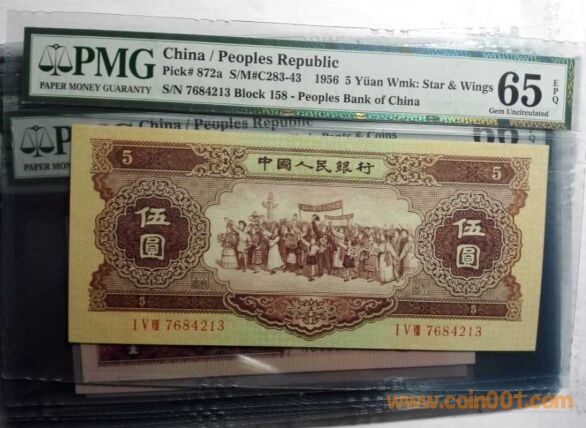 PMG
PAPER MONEY GUARANTY
China / Peoples Republic
Pick# 872a S/M#C283-43 1956 5 Yüan Wmk: Star & Wings
S/N 7684213 Block 158 - Peoples Bank of China
65 EPQ
Gem Uncirculated
PMG
PAPER MON
China / Peoples Republic
& Coins
5 中國人民銀行 5
伍圓 伍圓
5 5
IV VIII 7684213 IV VIII 7684213
www.coin001.com